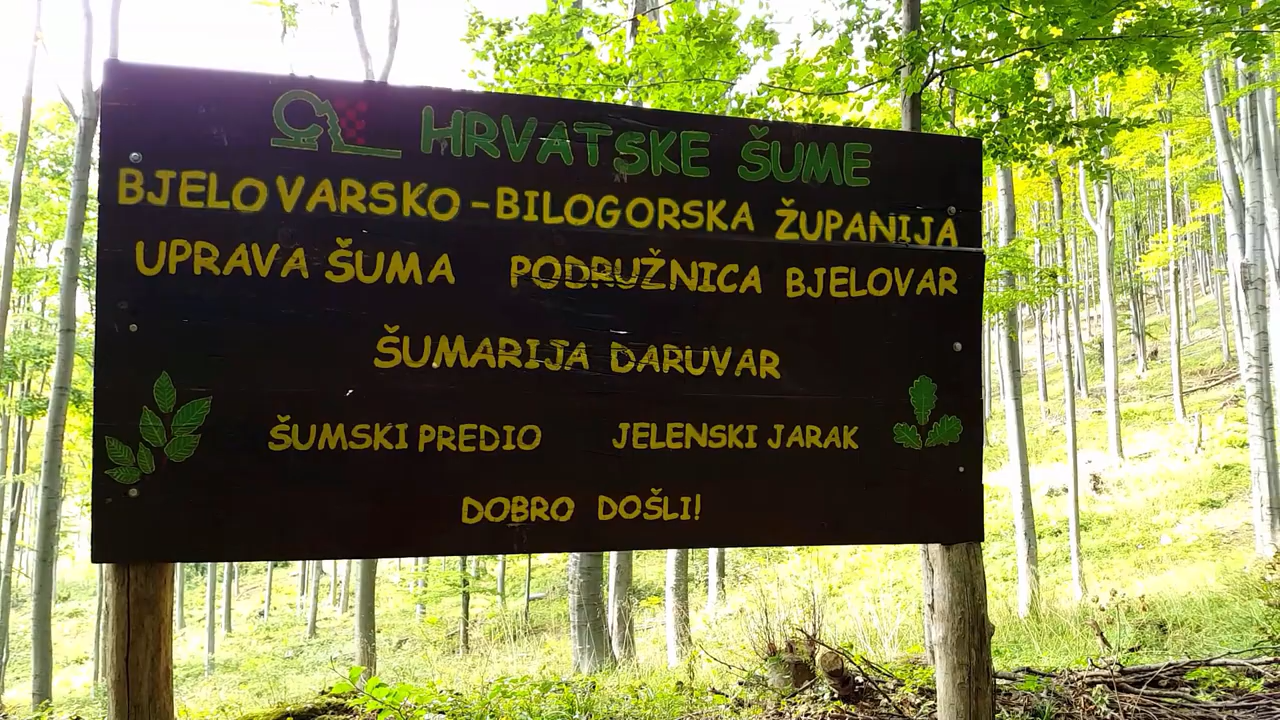 HRVATSKE ŠUME
BJELOVARSKO-BILOGORSKA ŽUPANIJA
UPRAVA ŠUMA PODRUŽNICA BJELOVAR
ŠUMARIJA DARUVAR
ŠUMSKI PREDIO JELENSKI JARAK
DOBRO DOŠLI!